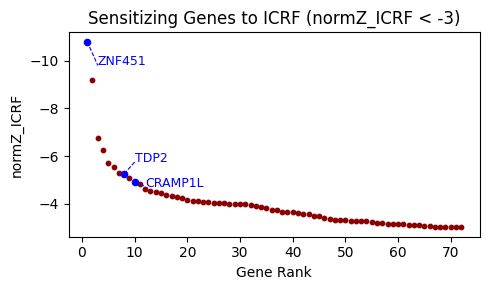 Sensitizing Genes to ICRF (normZ_ICRF < -3)
normZ_ICRF
−10
−8
−6
−4
ZNF451
TDP2
CRAMP1L
0 10 20 30 40 50 60 70
Gene Rank